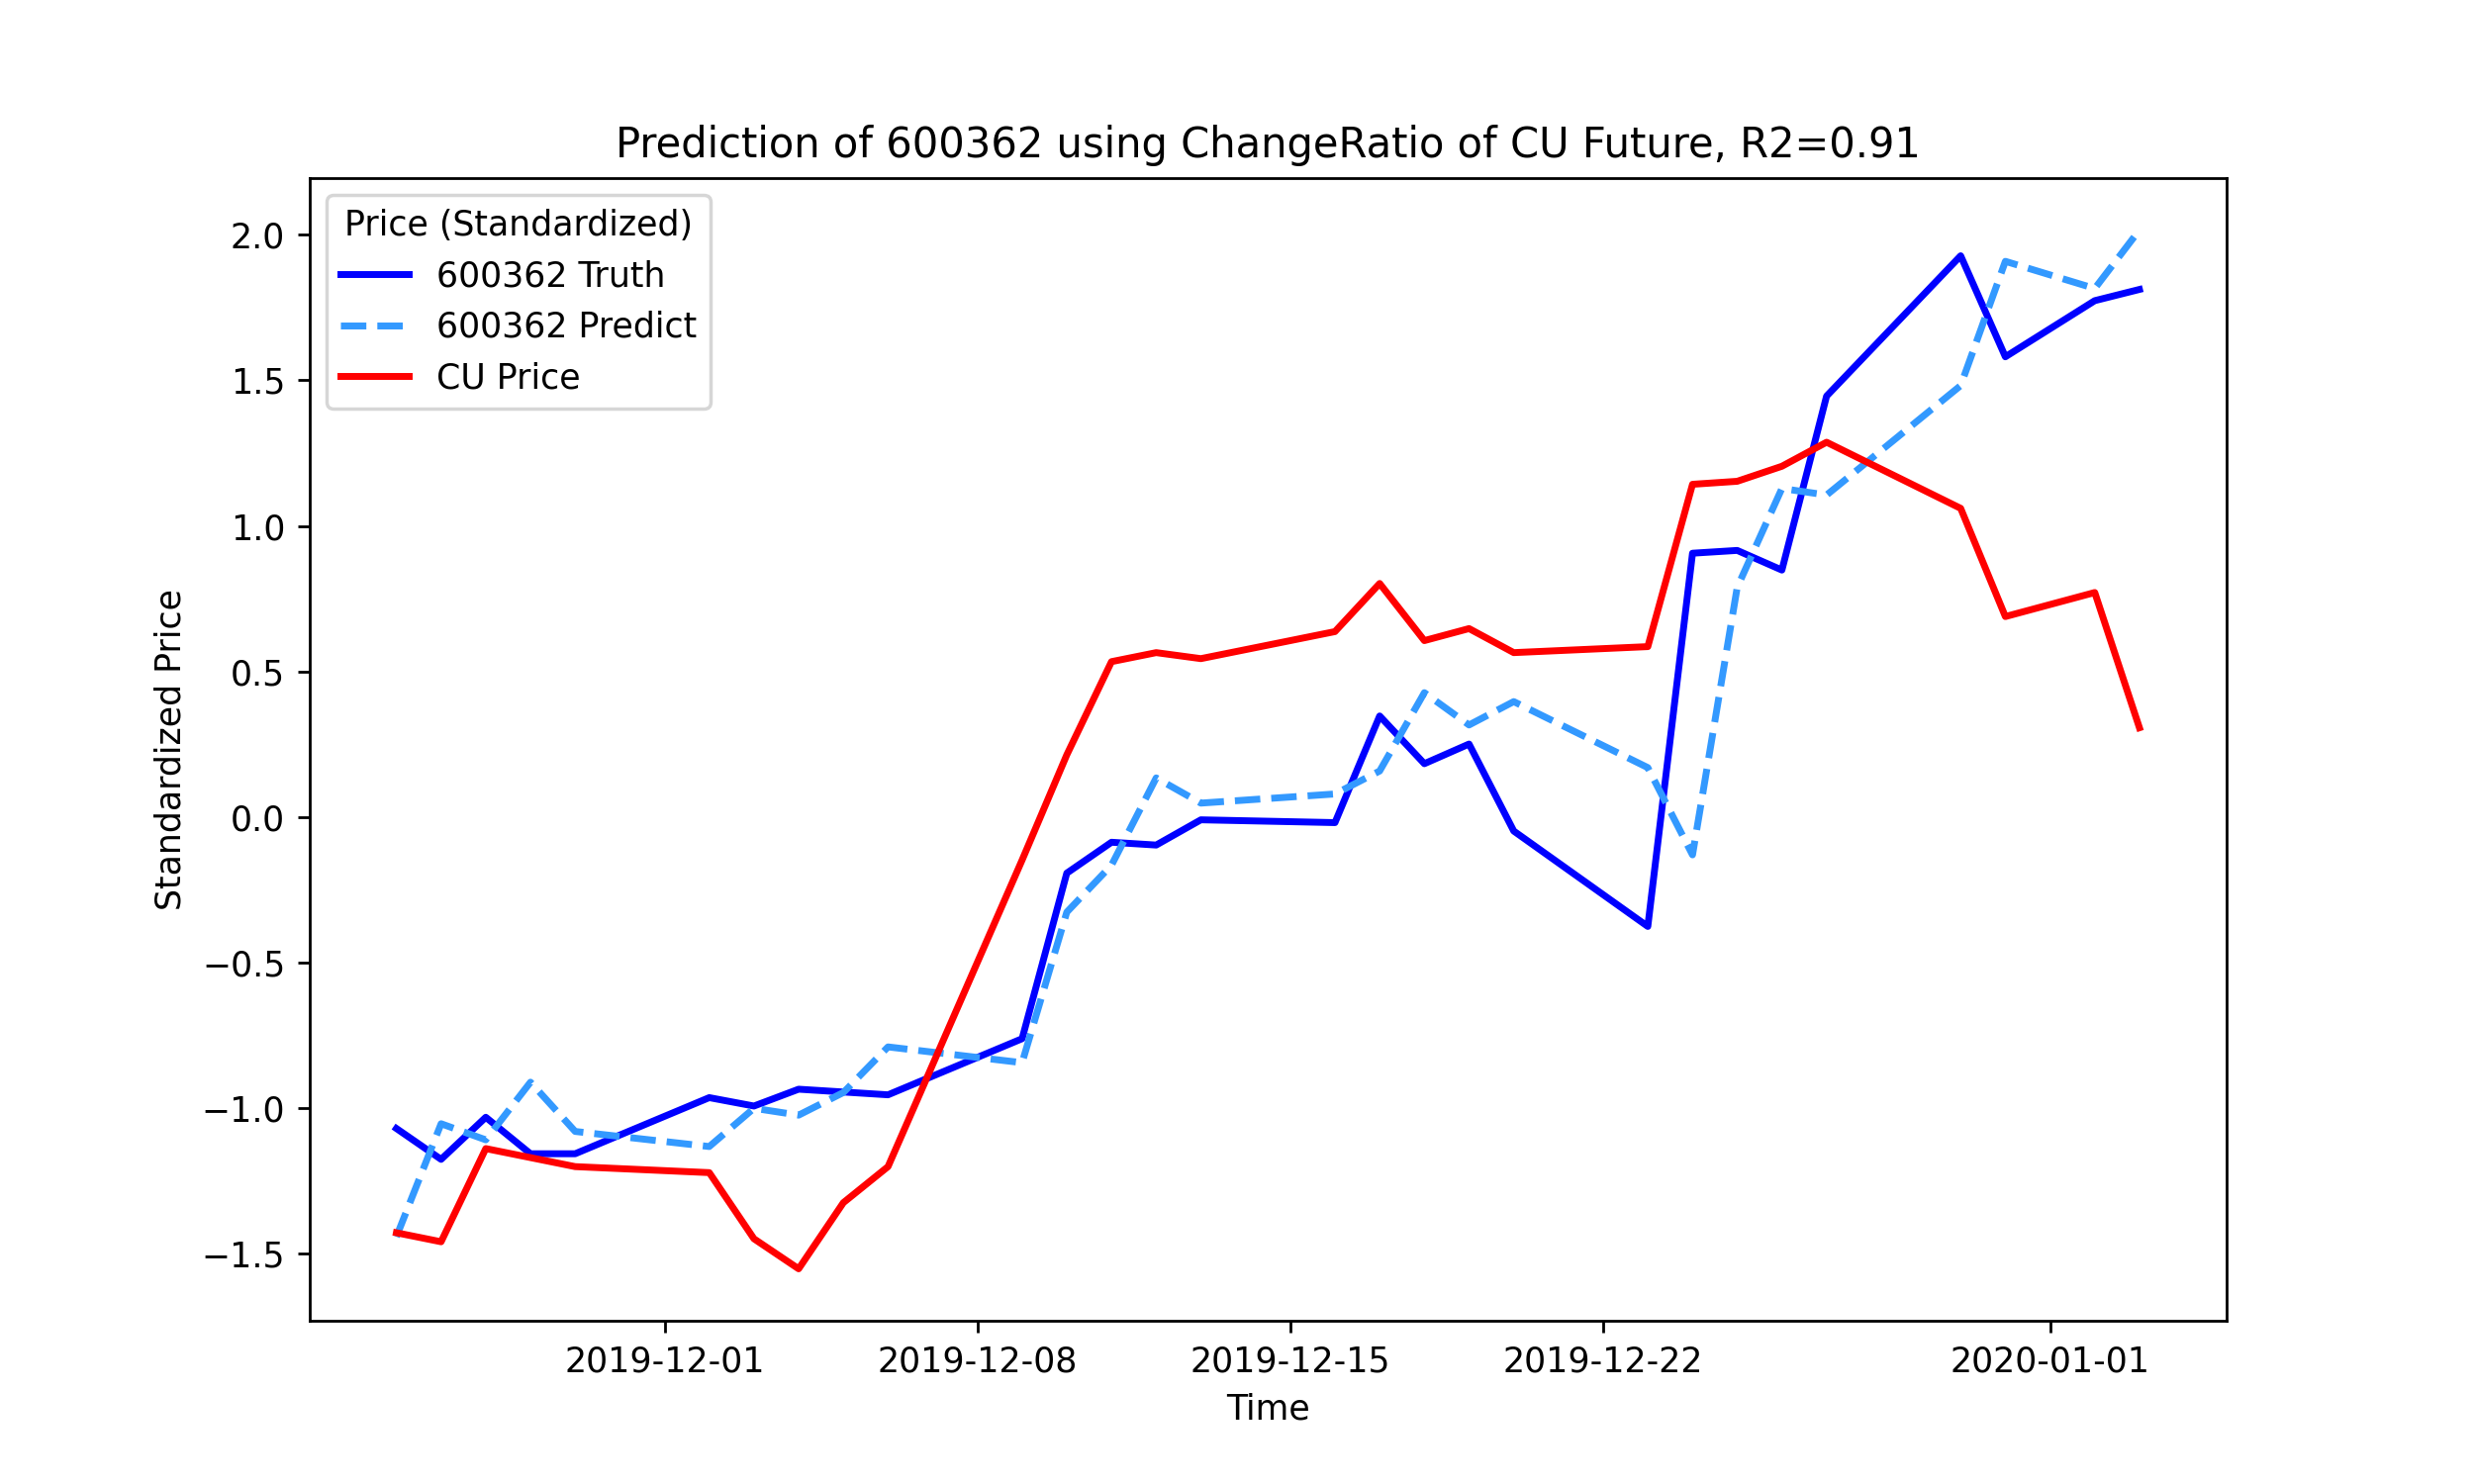 Prediction of 600362 using ChangeRatio of CU Future, R2=0.91
Price (Standardized)
600362 Truth
600362 Predict
CU Price
2.0
1.5
1.0
0.5
0.0
−0.5
−1.0
−1.5
Standardized Price
2019-12-01
2019-12-08
2019-12-15
2019-12-22
2020-01-01
Time